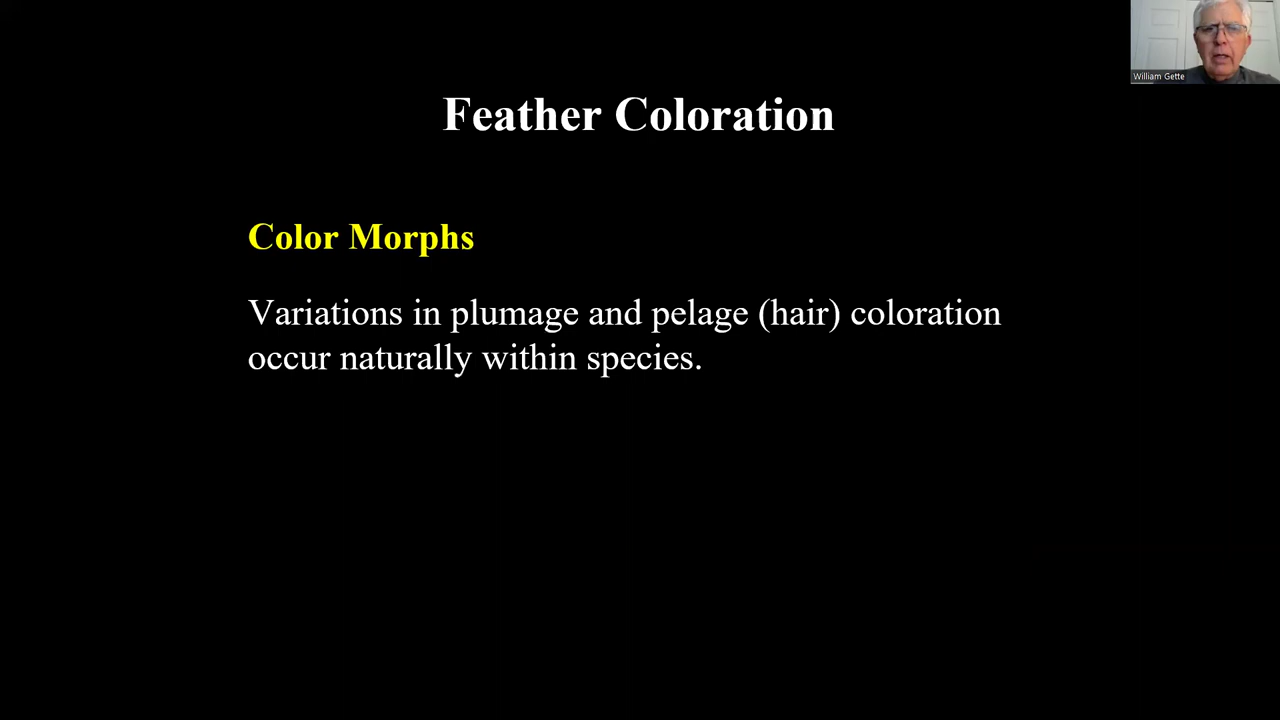 William Gette
Feather Coloration
Color Morphs
Variations in plumage and pelage (hair) coloration
occur naturally within species.